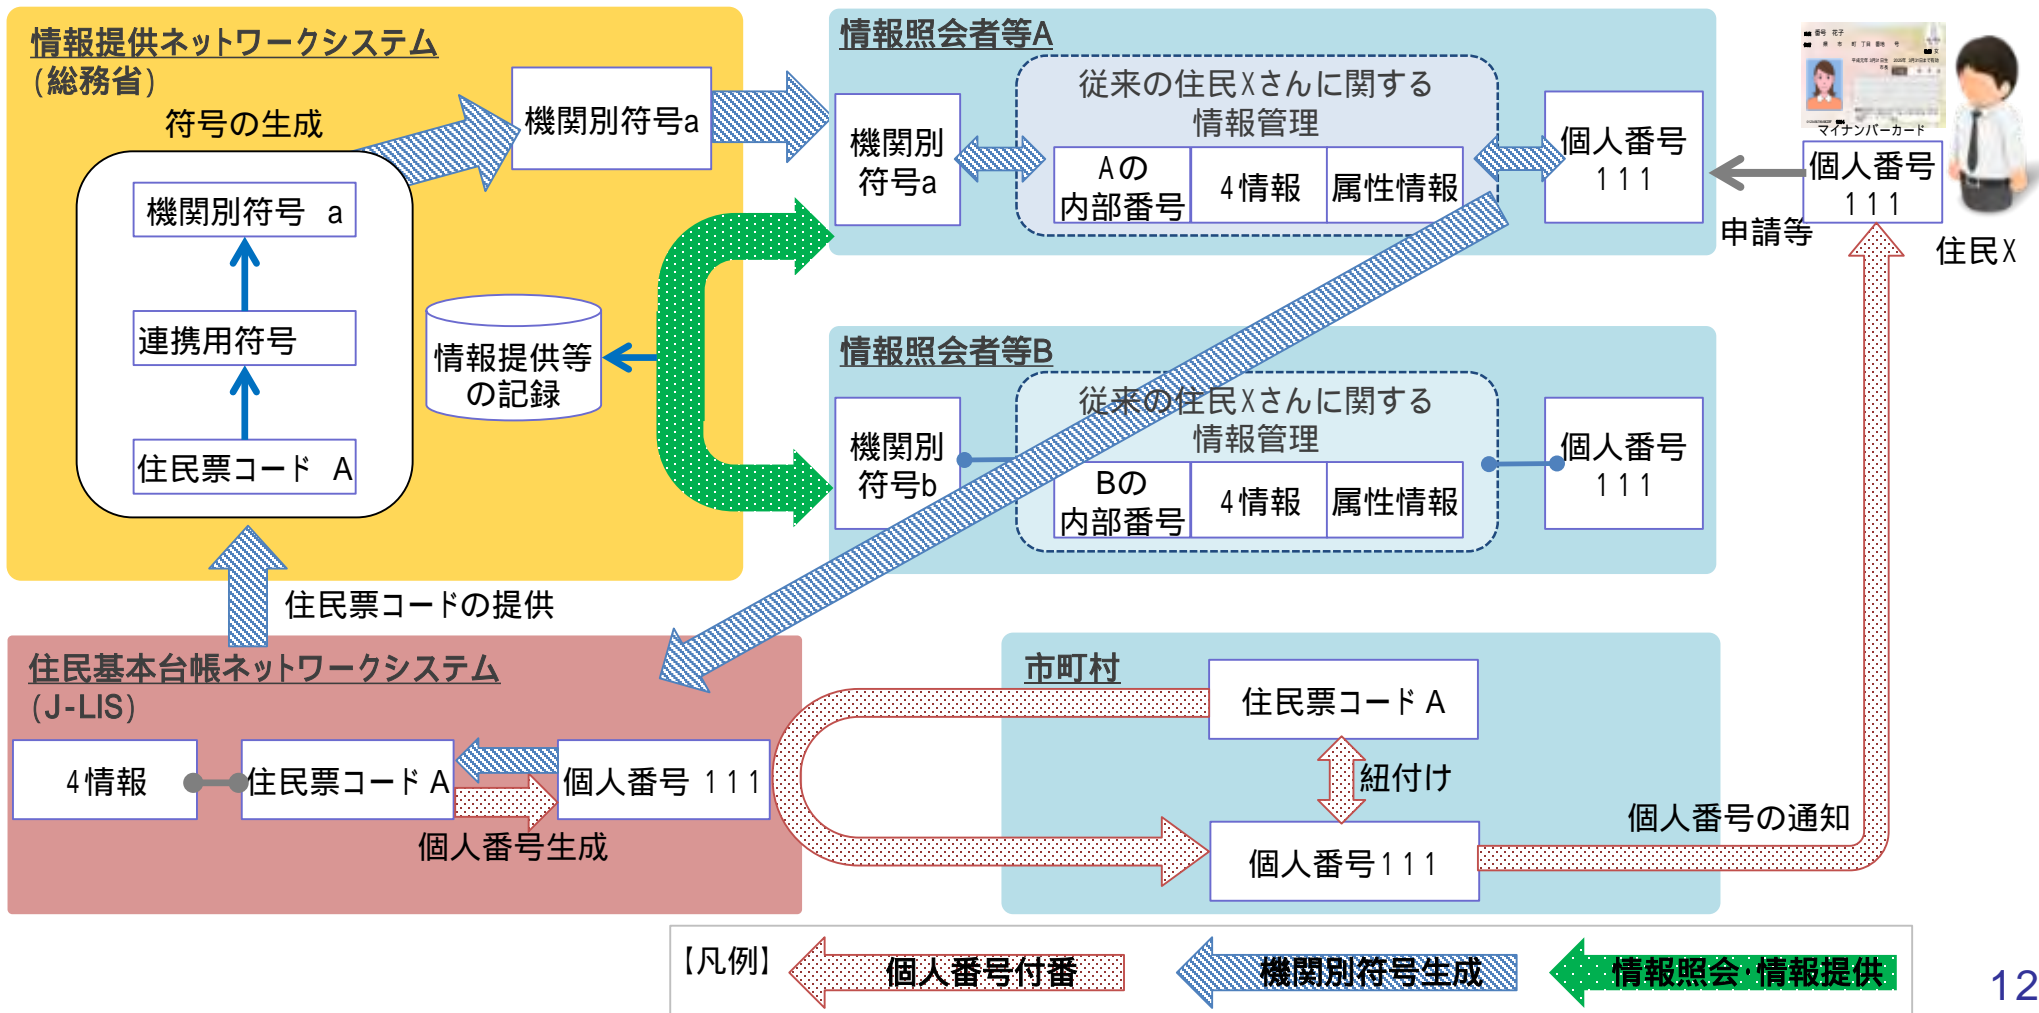 情報提供ネットワークシステム
(総務省)
符号の生成
機関別符号 a
連携用符号
住民票コード A
機関別符号a
情報提供等
の記録
情報照会者等A
機関別
符号a
従来の住民Xさんに関する
情報管理
Aの
内部番号
4情報
属性情報
個人番号
111
情報照会者等B
機関別
符号b
従来の住民Xさんに関する
情報管理
Bの
内部番号
4情報
属性情報
個人番号
111
番号 花子
マイナンバーカード
個人番号
111
申請等
住民X
住民票コードの提供
住民基本台帳ネットワークシステム
(J-LIS)
4情報
住民票コード A
個人番号 111
個人番号生成
市町村
住民票コード A
紐付け
個人番号111
個人番号の通知
【凡例】
個人番号付番
機関別符号生成
情報照会・情報提供
12